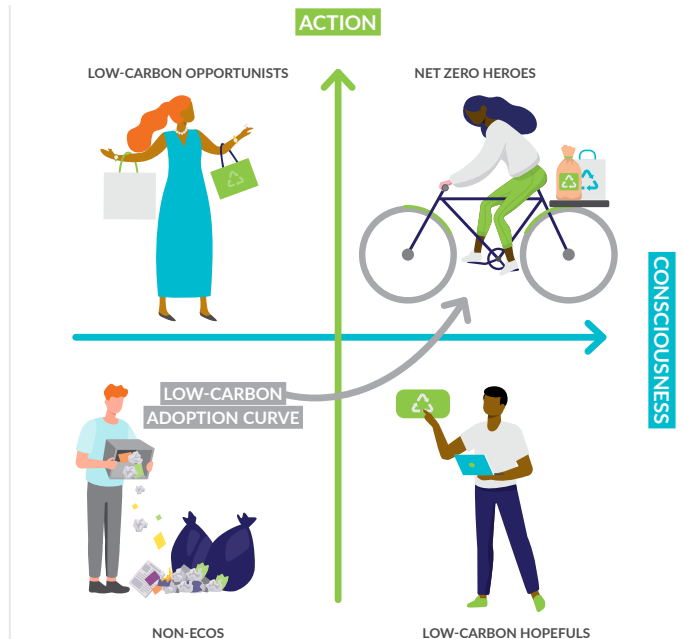 ACTION
LOW-CARBON OPPORTUNISTS
NET ZERO HEROES
CONSCIOUSNESS
LOW-CARBON
ADOPTION CURVE
NON-ECOS
LOW-CARBON HOPEFULS